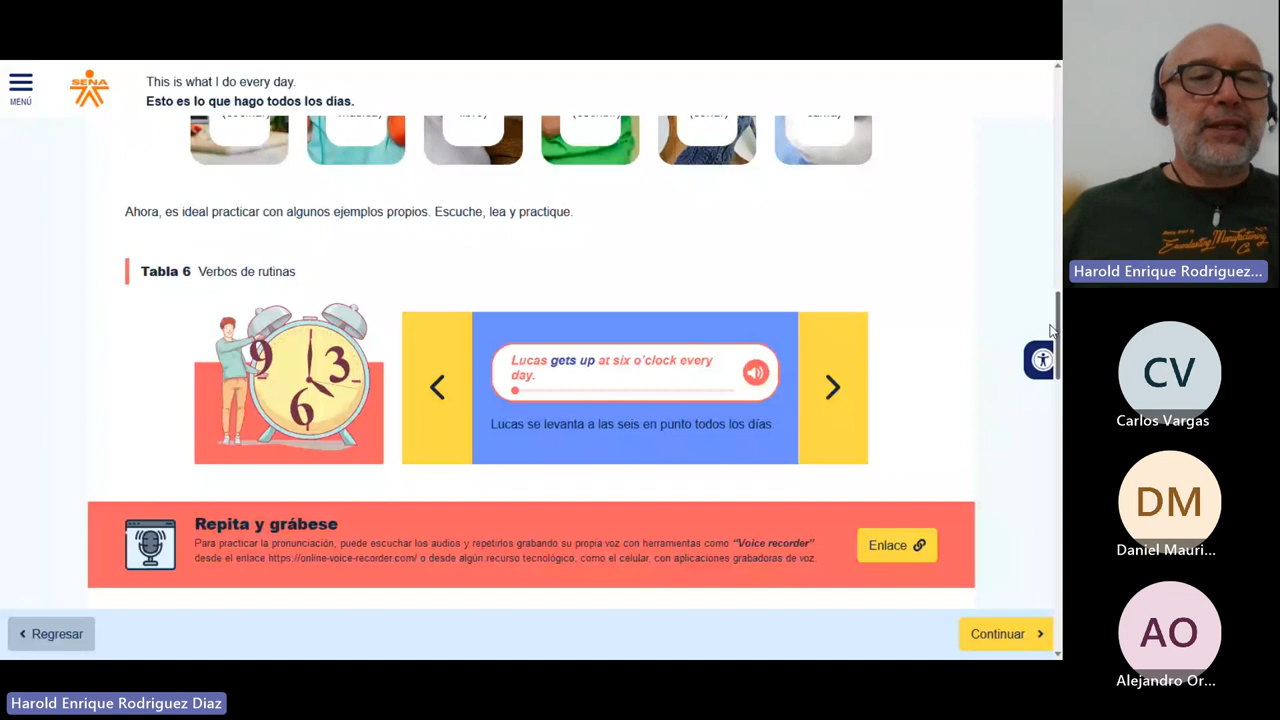 MENÚ
SENA
This is what I do every day.
Esto es lo que hago todos los días.
Ahora, es ideal practicar con algunos ejemplos propios. Escuche, lea y practique.
Tabla 6 Verbos de rutinas
9 3
6
Lucas gets up at six o´clock every
day.
Lucas se levanta a las seis en punto todos los días.
Repita y grábese
Para practicar la pronunciación, puede escuchar los audios y repetirlos grabando su propia voz con herramientas como “Voice recorder”
desde el enlace https://online-voice-recorder.com/ o desde algún recurso tecnológico, como el celular, con aplicaciones grabadoras de voz.
Enlace
Regresar
Continuar
Harold Enrique Rodriguez Diaz
Harold Enrique Rodriguez...
CV
Carlos Vargas
DM
Daniel Mauri...
AO
Alejandro Or...